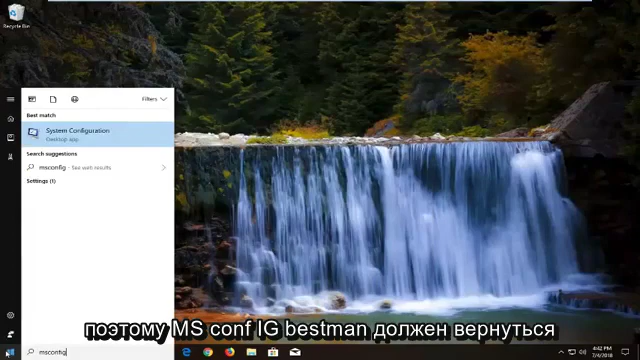 Recycle Bin
Filters
Best match
System Configuration
Desktop app
Search suggestions
msconfig - See web results
Settings (1)
поэтому MS conf IG bestman должен вернуться
msconfig
4:42 PM
7/4/2018